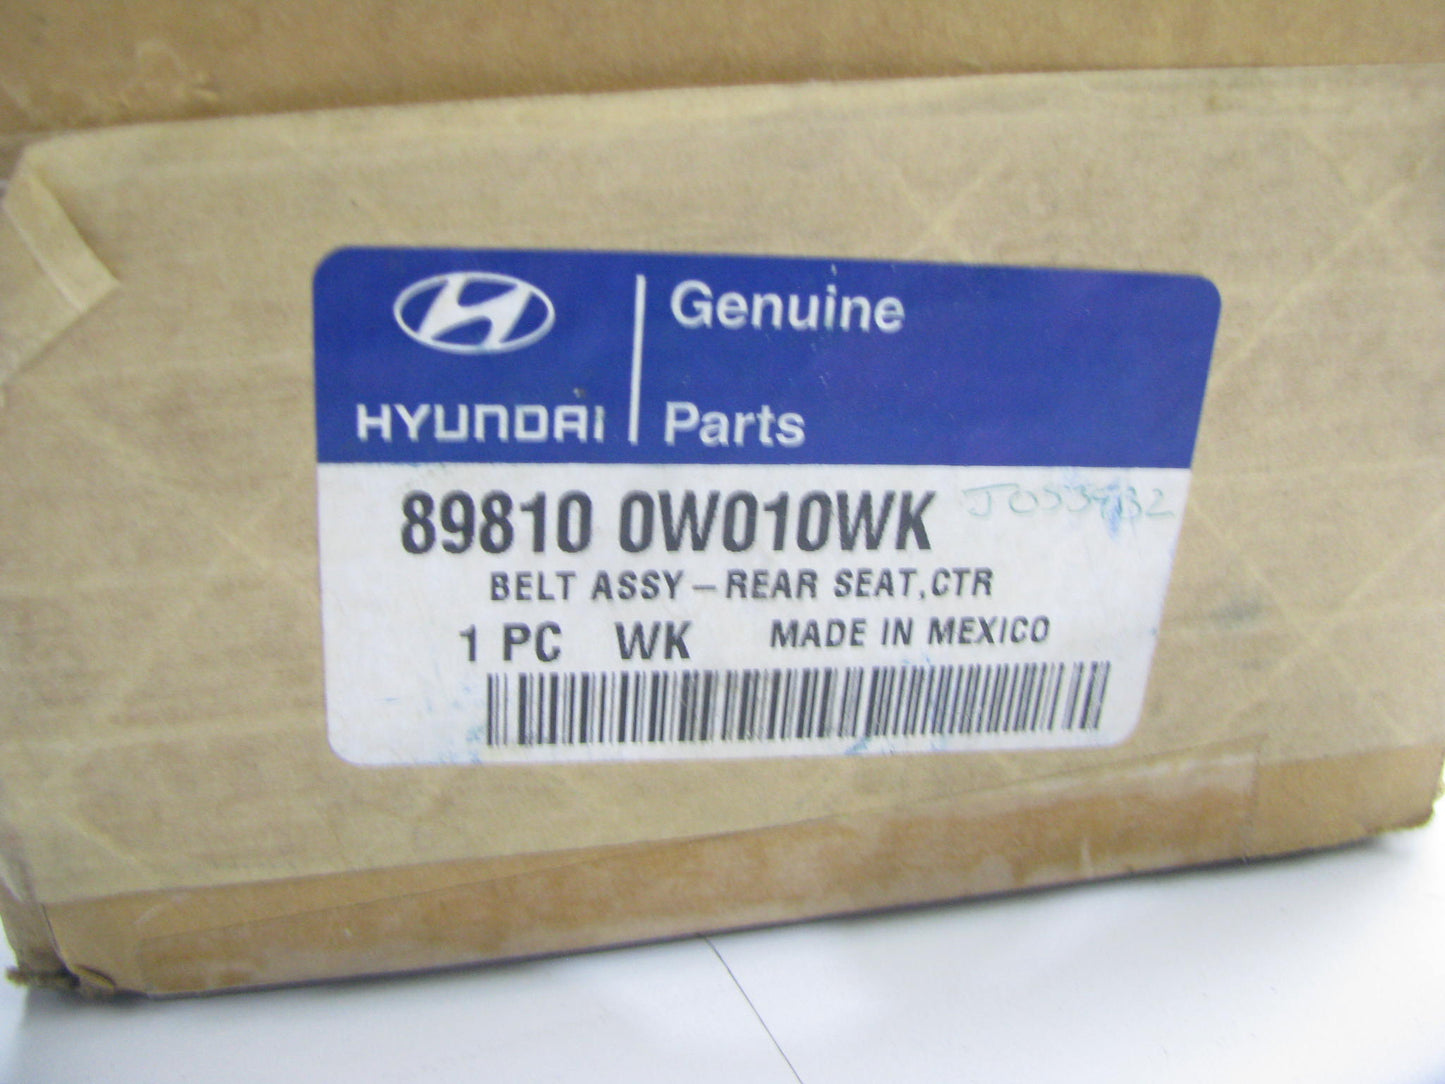 HYUNDAI
Genuine
Parts
89810 0W010WK
BELT ASSY-REAR SEAT,CTR
1 PC WK MADE IN MEXICO